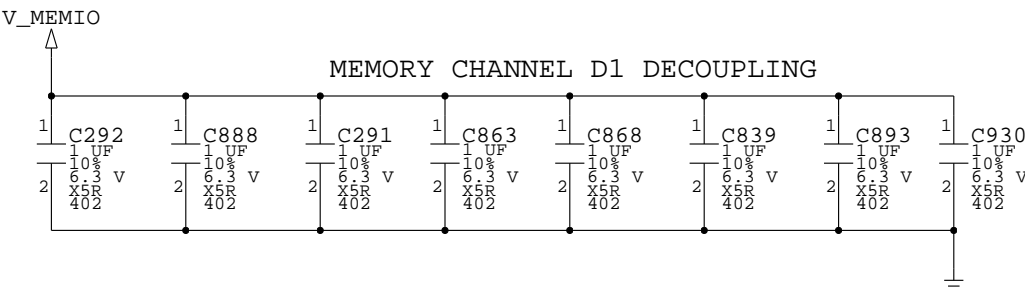 V_MEMIO
MEMORY CHANNEL D1 DECOUPLING
1
C292
1 UF
10%
6.3 V
X5R
402
2
1
C888
1 UF
10%
6.3 V
X5R
402
2
1
C291
1 UF
10%
6.3 V
X5R
402
2
1
C863
1 UF
10%
6.3 V
X5R
402
2
1
C868
1 UF
10%
6.3 V
X5R
402
2
1
C839
1 UF
10%
6.3 V
X5R
402
2
1
C893
1 UF
10%
6.3 V
X5R
402
2
1
C930
1 UF
10%
6.3 V
X5R
402
2